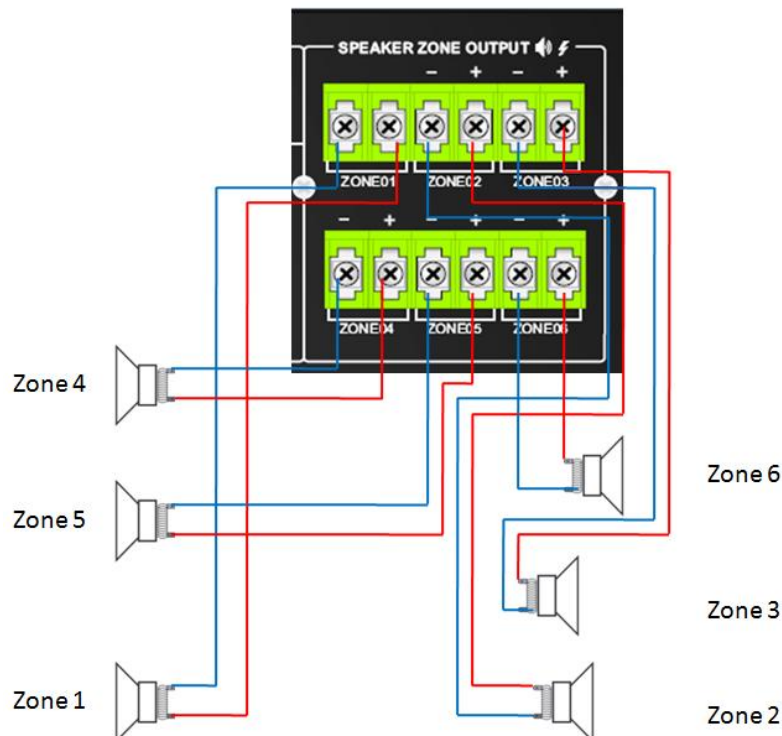 SPEAKER ZONE OUTPUT
− + − +
ZONE01 ZONE02 ZONE03
− + − + − +
ZONE04 ZONE05 ZONE06
Zone 4
Zone 6
Zone 5
Zone 3
Zone 1
Zone 2